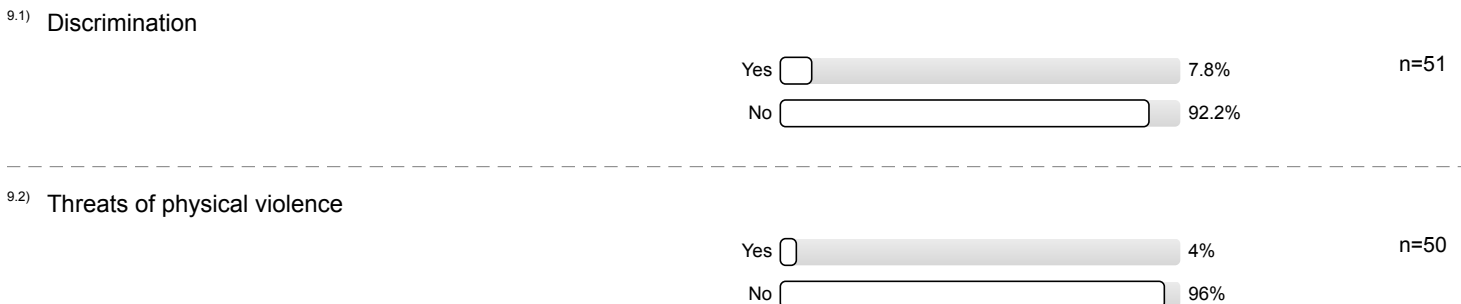 9.1) Discrimination
Yes 7.8% n=51
No 92.2%
9.2) Threats of physical violence
Yes 4% n=50
No 96%